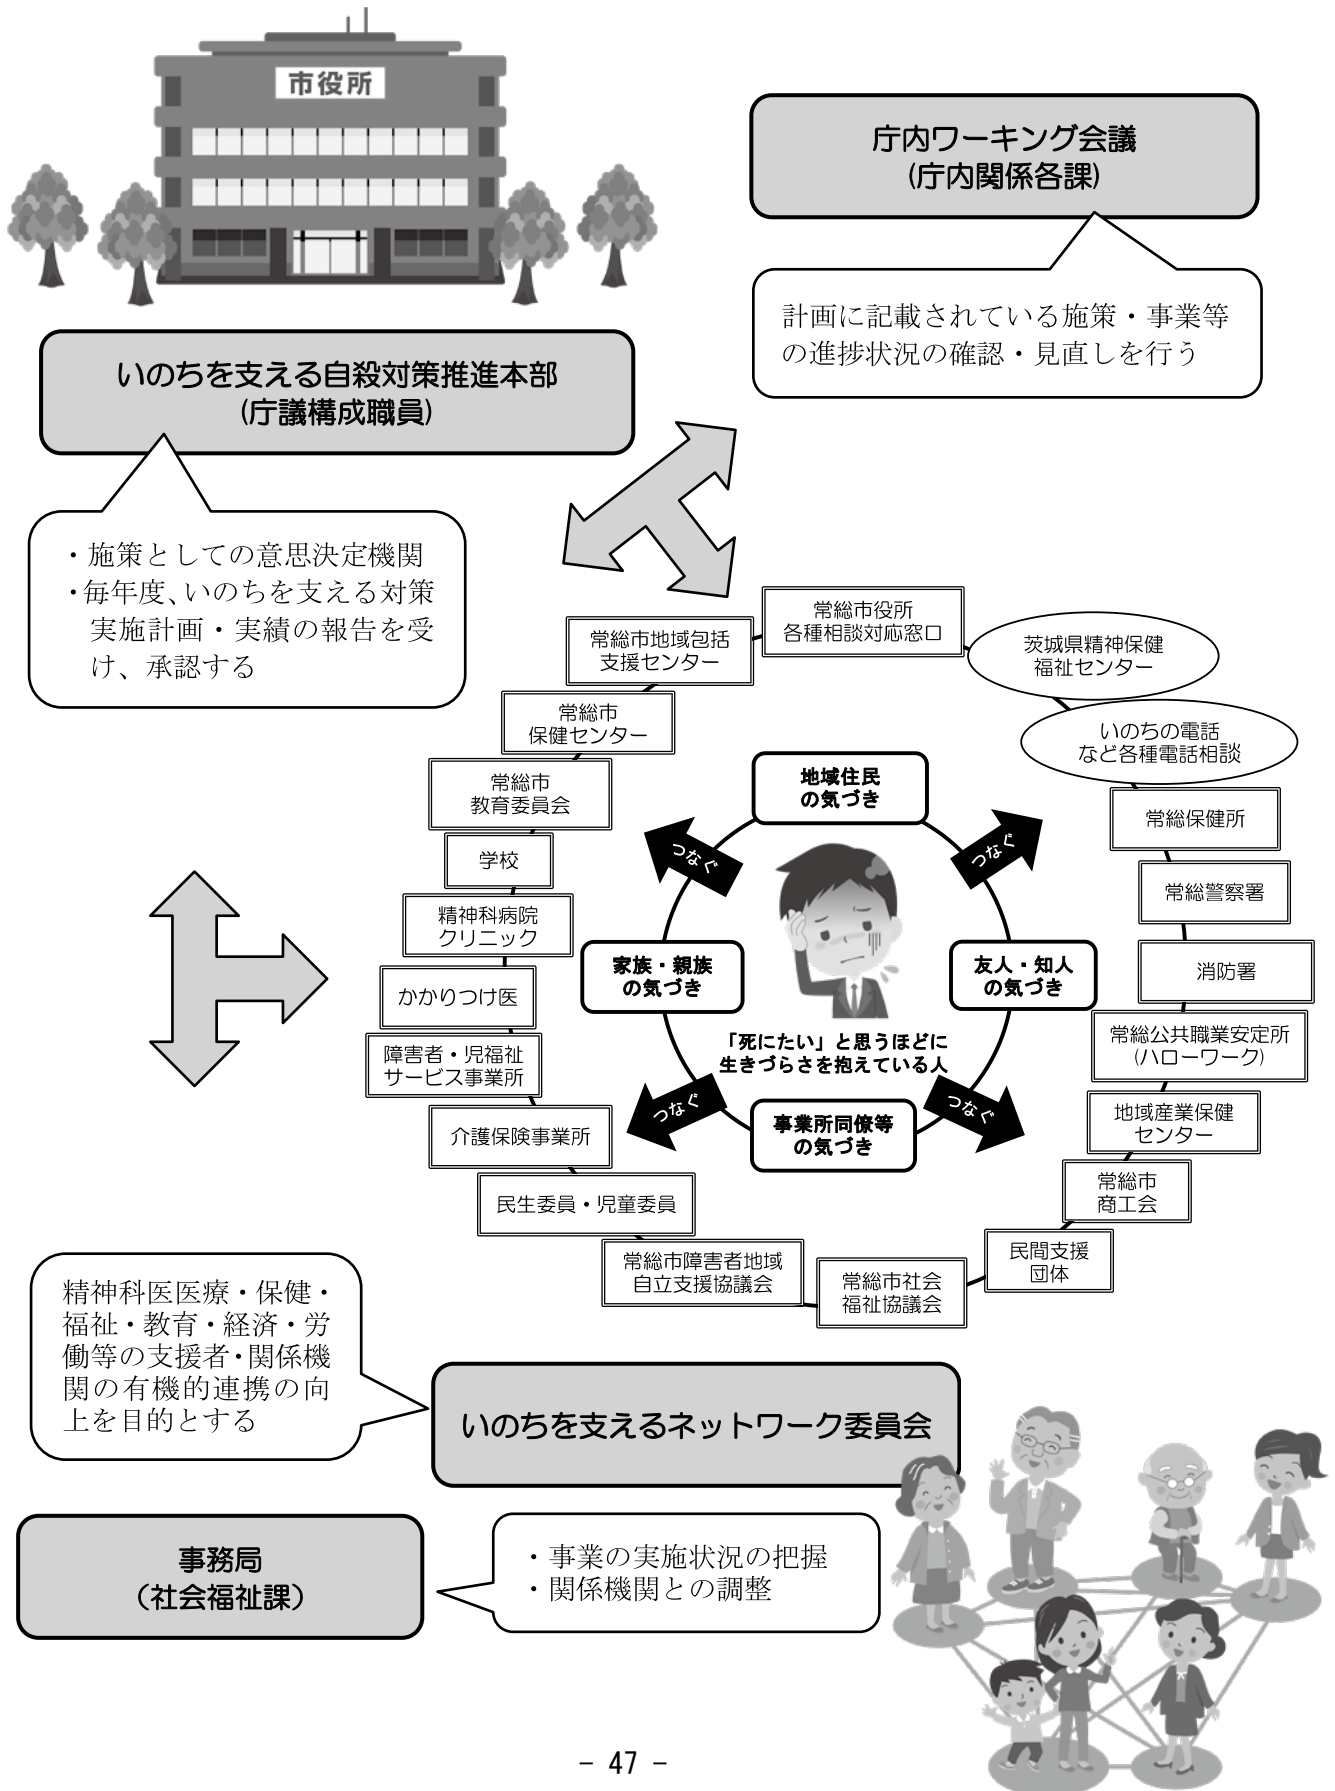 市役所
庁内ワーキング会議
(庁内関係各課)
計画に記載されている施策・事業等
の進捗状況の確認・見直しを行う
いのちを支える自殺対策推進本部
(庁議構成職員)
・施策としての意思決定機関
・毎年度、いのちを支える対策
実施計画・実績の報告を受
け、承認する
常総市役所
各種相談対応窓口
常総市地域包括
支援センター
茨城県精神保健
福祉センター
常総市
保健センター
いのちの電話
など各種電話相談
常総市
教育委員会
地域住民
の気づき
常総保健所
学校
つなぐ
つなぐ
常総警察署
精神科病院
クリニック
家族・親族
の気づき
友人・知人
の気づき
消防署
かかりつけ医
「死にたい」と思うほどに
生きづらさを抱えている人
常総公共職業安定所
(ハローワーク)
障害者・児福祉
サービス事業所
つなぐ
つなぐ
事業所同僚等
の気づき
地域産業保健
センター
介護保険事業所
常総市
商工会
民生委員・児童委員
民間支援
団体
常総市障害者地域
自立支援協議会
常総市社会
福祉協議会
精神科医医療・保健・
福祉・教育・経済・労
働等の支援者・関係機
関の有機的連携の向
上を目的とする
いのちを支えるネットワーク委員会
事務局
（社会福祉課）
・事業の実施状況の把握
・関係機関との調整
- 47 -